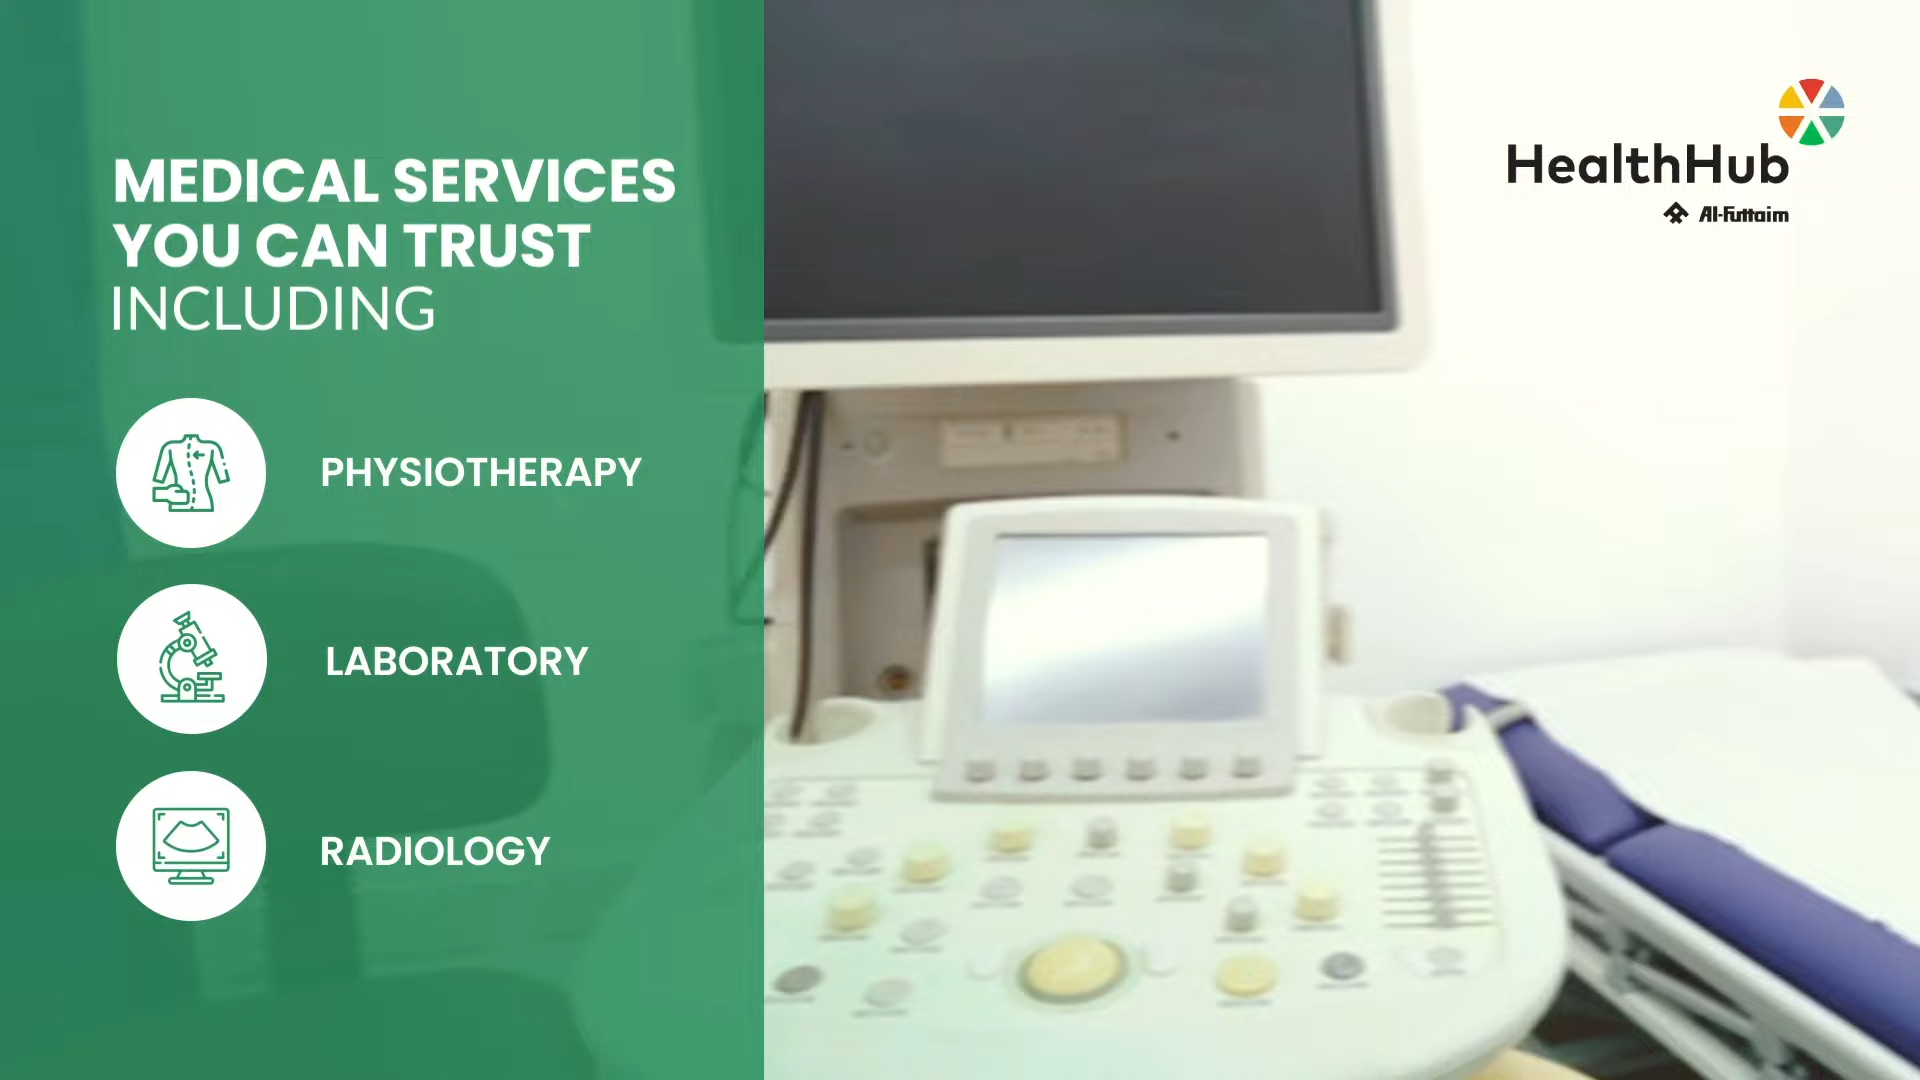 MEDICAL SERVICES
YOU CAN TRUST
INCLUDING
PHYSIOTHERAPY
LABORATORY
RADIOLOGY
HealthHub
Al-Futtaim